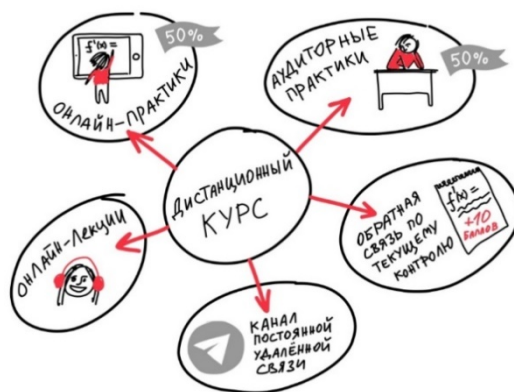 50%
f'(x)=
ОНЛАЙН-ПРАКТИКИ
50%
АУДИТОРНЫЕ
ПРАКТИКИ
ДИСТАНЦИОННЫЙ
КУРС
ОНЛАЙН-ЛЕКЦИИ
ОБРАТНАЯ
СВЯЗЬ ПО
ТЕКУЩЕМУ
КОНТРОЛЮ
f'(x)=
+10
БАЛЛОВ
КАНАЛ
ПОСТОЯННОЙ
УДАЛЁННОЙ
СВЯЗИ